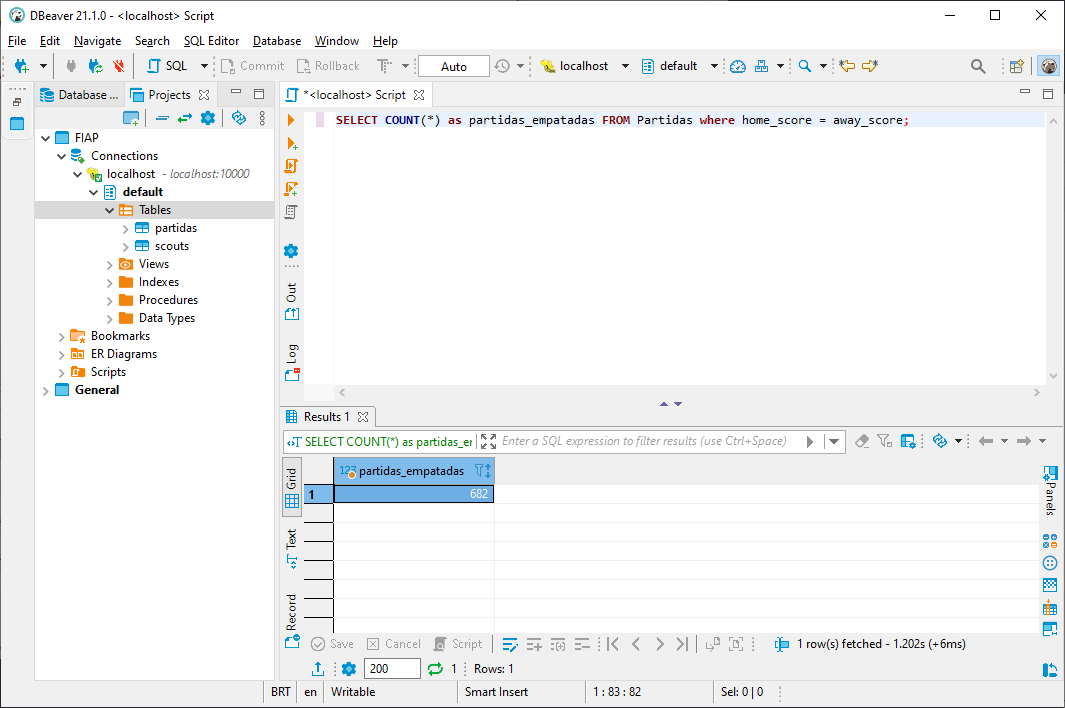 DBeaver 21.1.0 - <localhost> Script
File Edit Navigate Search SQL Editor Database Window Help
SQL Commit Rollback Auto localhost default
Database ... Projects
*<localhost> Script
FIAP
Connections
localhost - localhost:10000
default
Tables
partidas
scouts
Views
Indexes
Procedures
Data Types
Bookmarks
ER Diagrams
Scripts
General
SELECT COUNT(*) as partidas_empatadas FROM Partidas where home_score = away_score;
Out
Log
Results 1
SELECT COUNT(*) as partidas_er Enter a SQL expression to filter results (use Ctrl+Space)
Grid
Text
Record
123 partidas_empatadas
1 682
Panels
Save Cancel Script 1 row(s) fetched - 1.202s (+6ms)
200 1 Rows: 1
BRT en Writable Smart Insert 1 : 83 : 82 Sel: 0 | 0